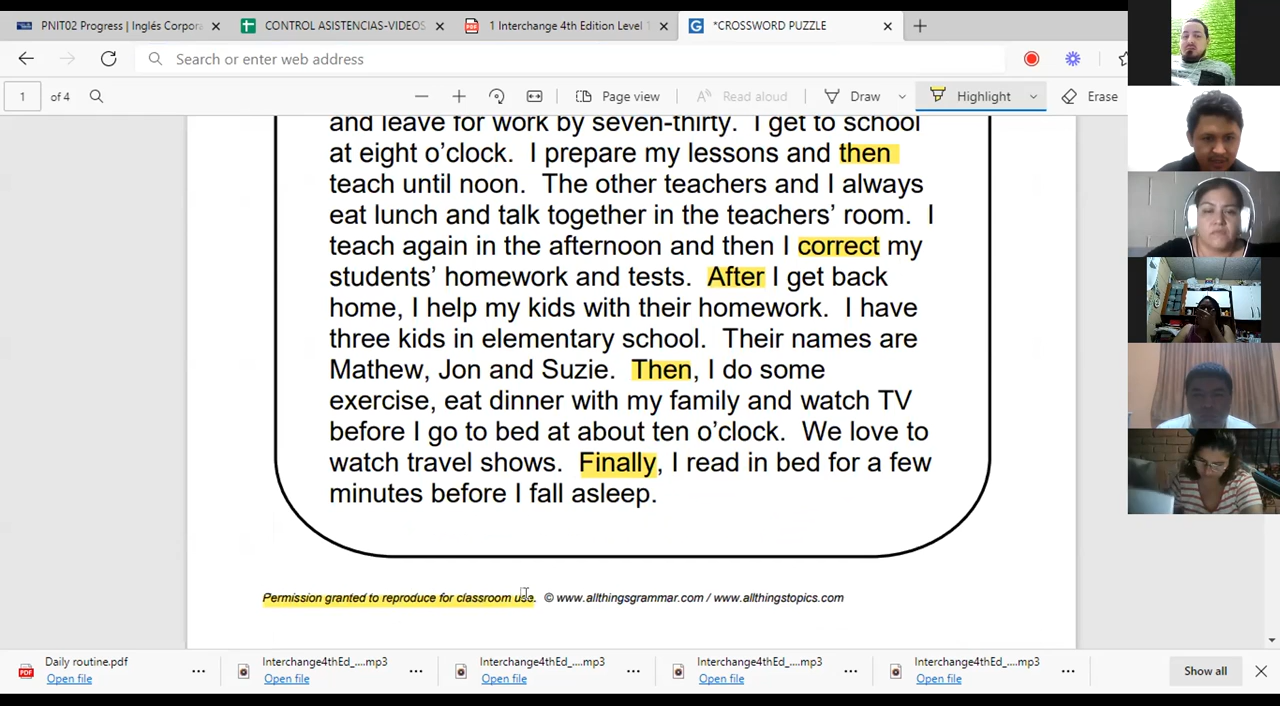 PNIT02 Progress | Inglés Corpora
CONTROL ASISTENCIAS-VIDEOS
1 Interchange 4th Edition Level 1
*CROSSWORD PUZZLE
Search or enter web address
1 of 4
Page view
Read aloud
Draw
Highlight
Erase
and leave for work by seven-thirty. I get to school
at eight o’clock. I prepare my lessons and then
teach until noon. The other teachers and I always
eat lunch and talk together in the teachers’ room. I
teach again in the afternoon and then I correct my
students’ homework and tests. After I get back
home, I help my kids with their homework. I have
three kids in elementary school. Their names are
Mathew, Jon and Suzie. Then, I do some
exercise, eat dinner with my family and watch TV
before I go to bed at about ten o’clock. We love to
watch travel shows. Finally, I read in bed for a few
minutes before I fall asleep.
Permission granted to reproduce for classroom use. © www.allthingsgrammar.com / www.allthingstopics.com
Daily routine.pdf
Open file
Interchange4thEd_....mp3
Open file
Interchange4thEd_....mp3
Open file
Interchange4thEd_....mp3
Open file
Interchange4thEd_....mp3
Open file
Show all